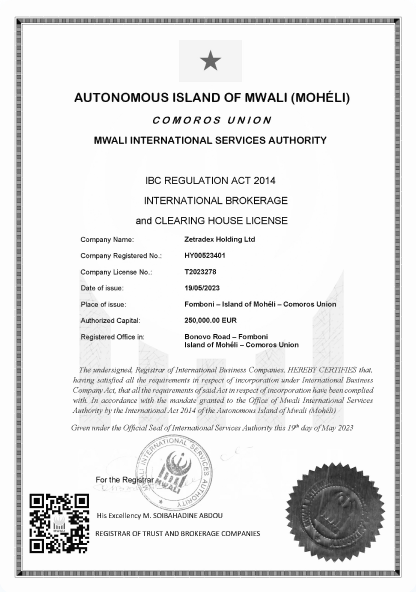 AUTONOMOUS ISLAND OF MWALI (MOHÉLI)
COMOROS UNION
MWALI INTERNATIONAL SERVICES AUTHORITY
IBC REGULATION ACT 2014
INTERNATIONAL BROKERAGE
and CLEARING HOUSE LICENSE
Company Name: Zetradex Holding Ltd
Company Registered No.: HY00523401
Company License No.: T2023278
Date of issue: 19/05/2023
Place of issue: Fomboni – Island of Mohéli – Comoros Union
Authorized Capital: 250,000.00 EUR
Registered Office in: Bonovo Road – Fomboni
Island of Mohéli – Comoros Union
The undersigned, Registrar of International Business Companies, HEREBY CERTIFIES that,
having satisfied all the requirements in respect of incorporation under International Business
Company Act, that all the requirements of said Act in respect of incorporation have been complied
with. In accordance with the mandate granted to the Office of Mwali International Services
Authority by the International Act 2014 of the Autonomous Island of Mwali (Mohéli)
Given under the Official Seal of International Services Authority this 19th day of May 2023
MWALI INTERNATIONAL SERVICES AUTHORITY
MWALI
For the Registrar
His Excellency M. SOIBAHADINE ABDOU
REGISTRAR OF TRUST AND BROKERAGE COMPANIES